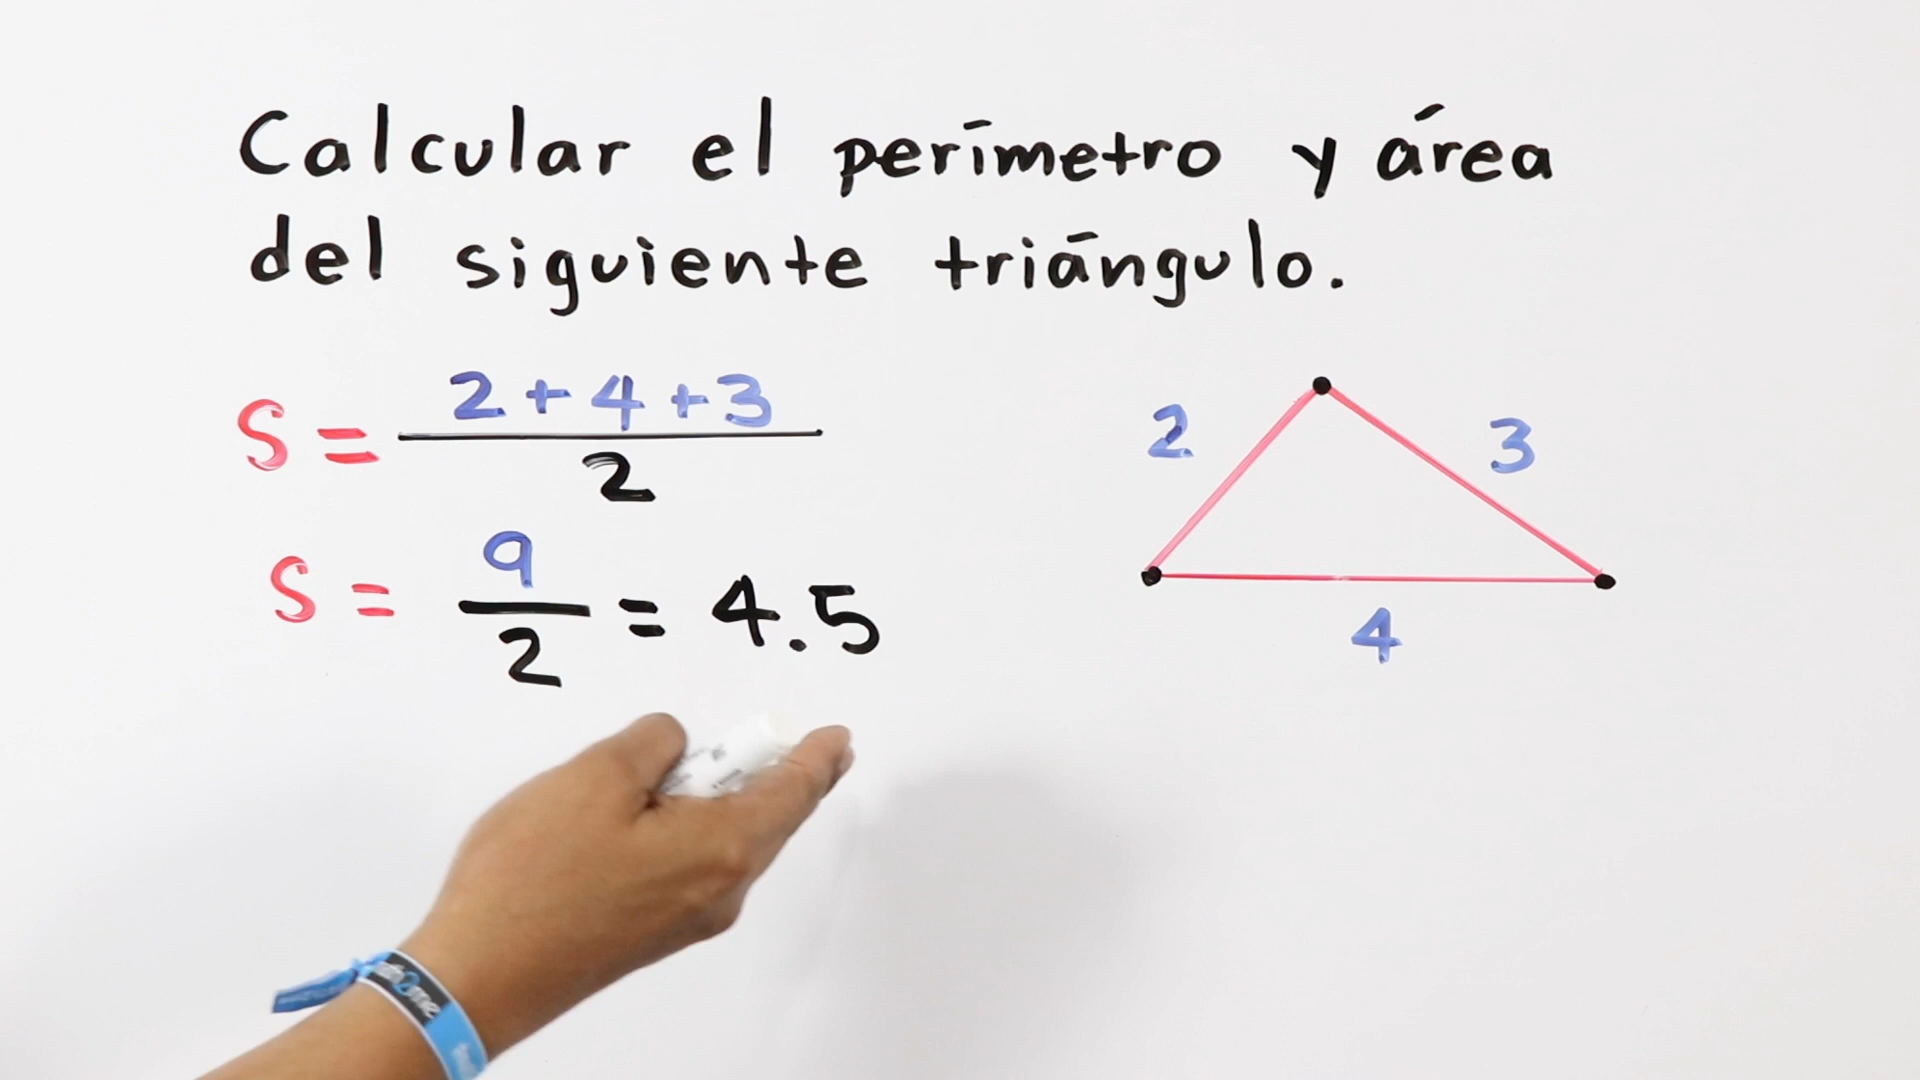 Calcular el perímetro y área
del siguiente triángulo.
S = 2+4+3
2
S = 9
2 = 4.5
2
3
4